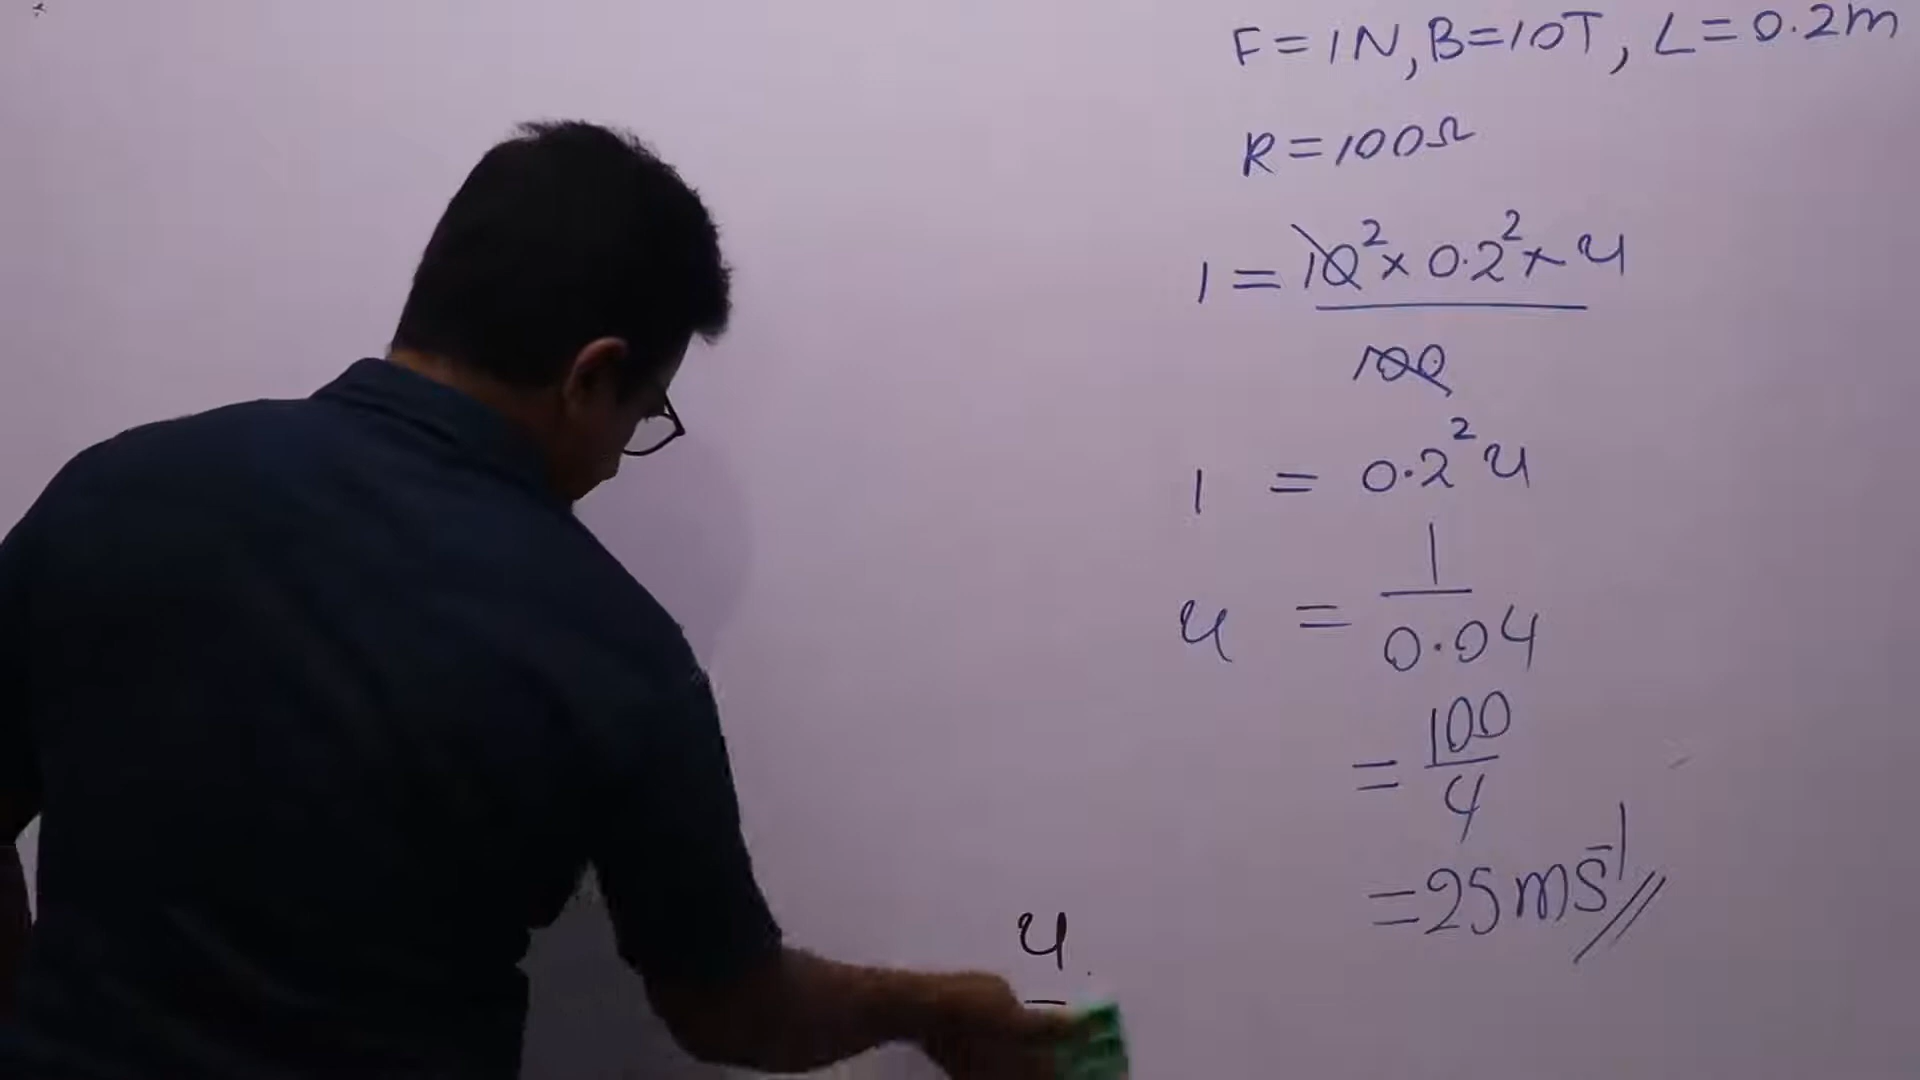 F = 1N, B = 10T, L = 0.2m
R = 100Ω
1 = 10² × 0.2² × u
100
1 = 0.2² u
u = 1
0.04
= 100
4
= 25 ms⁻¹ //
u